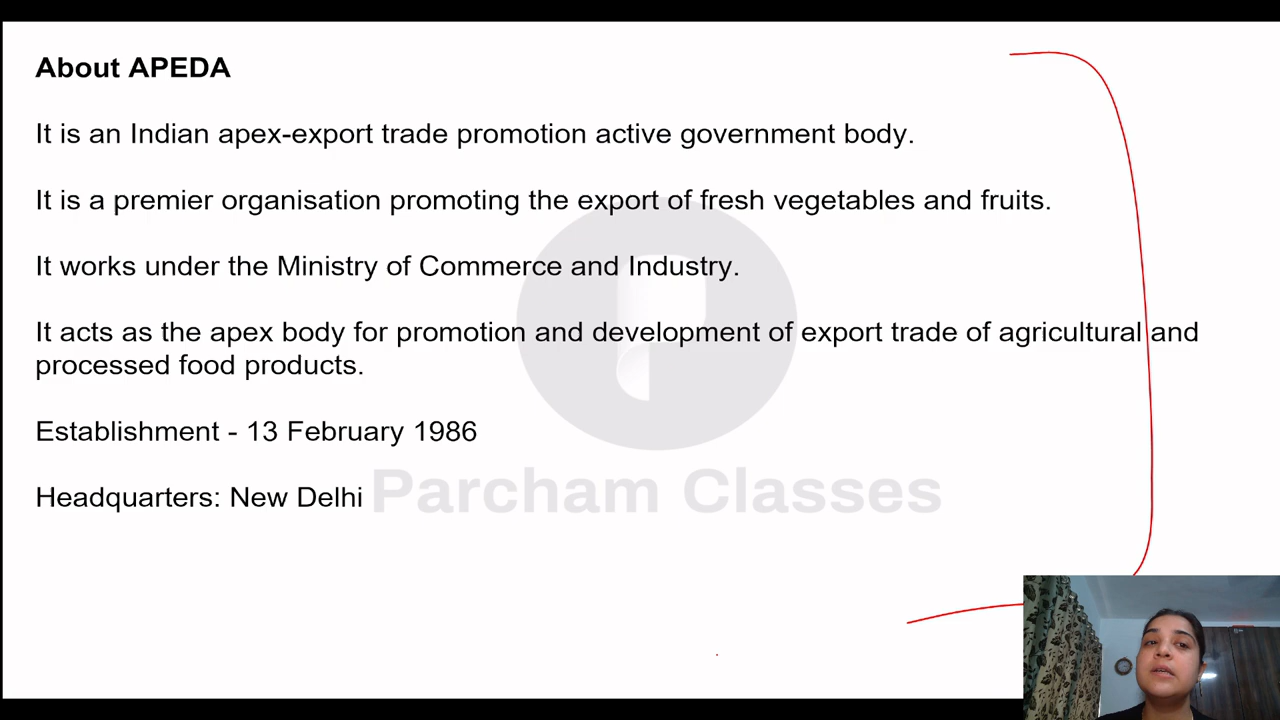 About APEDA
It is an Indian apex-export trade promotion active government body.
It is a premier organisation promoting the export of fresh vegetables and fruits.
It works under the Ministry of Commerce and Industry.
It acts as the apex body for promotion and development of export trade of agricultural and
processed food products.
Establishment - 13 February 1986
Headquarters: New Delhi
Parcham Classes